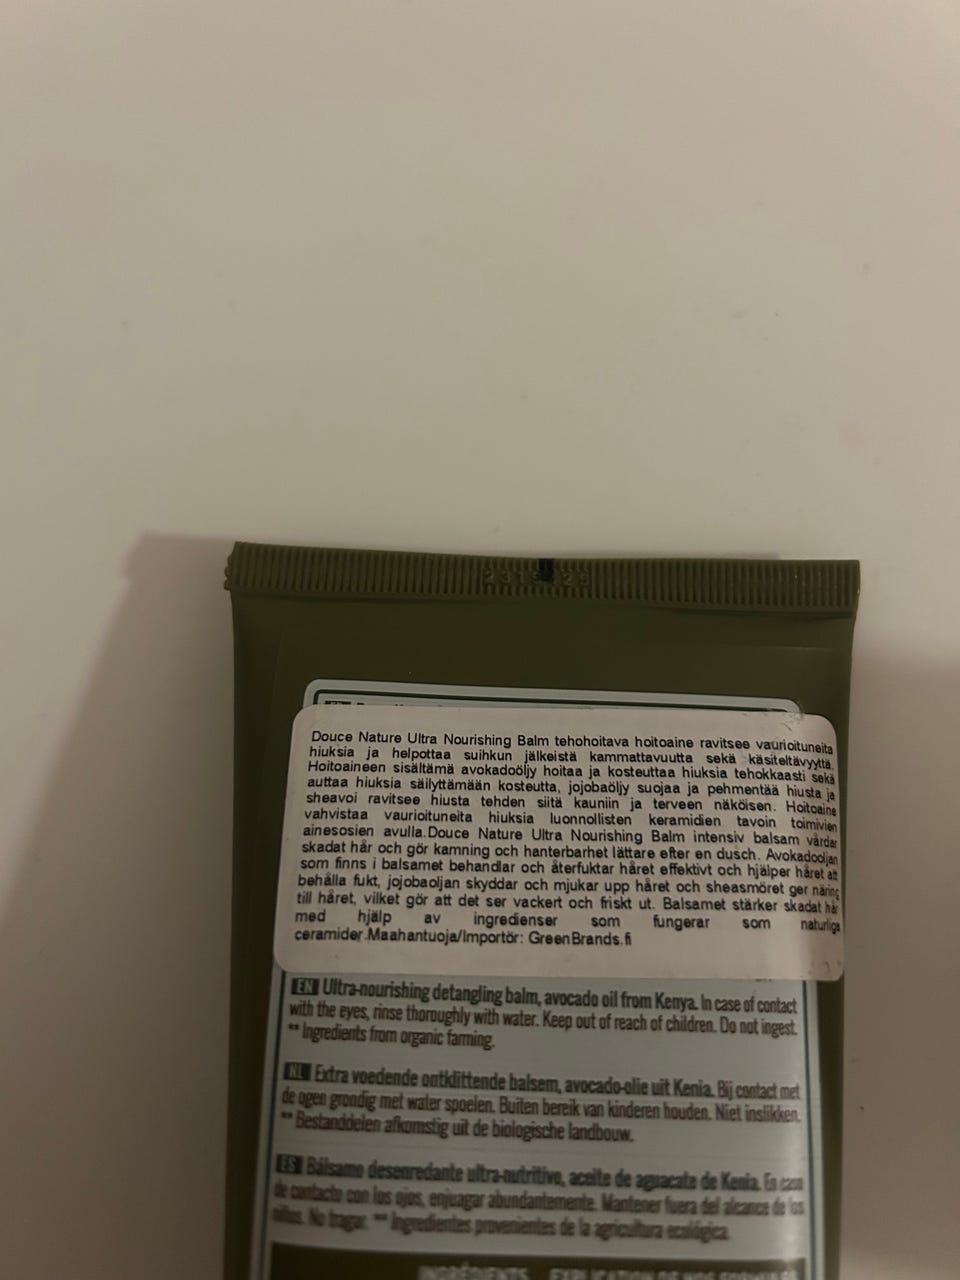 Douce Nature Ultra Nourishing Balm tehohoitava hoitoaine ravitsee vaurioituneita
hiuksia ja helpottaa suihkun jälkeistä kammattavuutta sekä käsiteltävyyttä.
Hoitoaineen sisältämä avokadoöljy hoitaa ja kosteuttaa hiuksia tehokkaasti sekä
auttaa hiuksia säilyttämään kosteutta, jojobaöljy suojaa ja pehmentää hiusta ja
sheavoi ravitsee hiusta tehden siitä kauniin ja terveen näköisen. Hoitoaine
vahvistaa vaurioituneita hiuksia luonnollisten keramidien tavoin toimivien
ainesosien avulla.Douce Nature Ultra Nourishing Balm intensiv balsam vårdar
skadat hår och gör kamning och hanterbarhet lättare efter en dusch. Avokadooljan
som finns i balsamet behandlar och återfuktar håret effektivt och hjälper håret att
behålla fukt, jojobaoljan skyddar och mjukar upp håret och sheasmöret ger näring
till håret, vilket gör att det ser vackert och friskt ut. Balsamet stärker skadat hår
med hjälp av ingredienser som fungerar som naturliga
ceramider.Maahantuoja/Importör: GreenBrands.fi
EN Ultra-nourishing detangling balm, avocado oil from Kenya. In case of contact
with the eyes, rinse thoroughly with water. Keep out of reach of children. Do not ingest.
** Ingredients from organic farming.
NL Extra voedende ontklittende balsem, avocado-olie uit Kenia. Bij contact met
de ogen grondig met water spoelen. Buiten bereik van kinderen houden. Niet inslikken.
** Bestanddelen afkomstig uit de biologische landbouw.
ES Bálsamo desenredante ultra-nutritivo, aceite de aguacate de Kenia. En caso
de contacto con los ojos, enjuagar abundantemente. Mantener fuera del alcance de los
niños. No tragar. ** Ingredientes provenientes de la agricultura ecológica.
INGRÉDIENTS